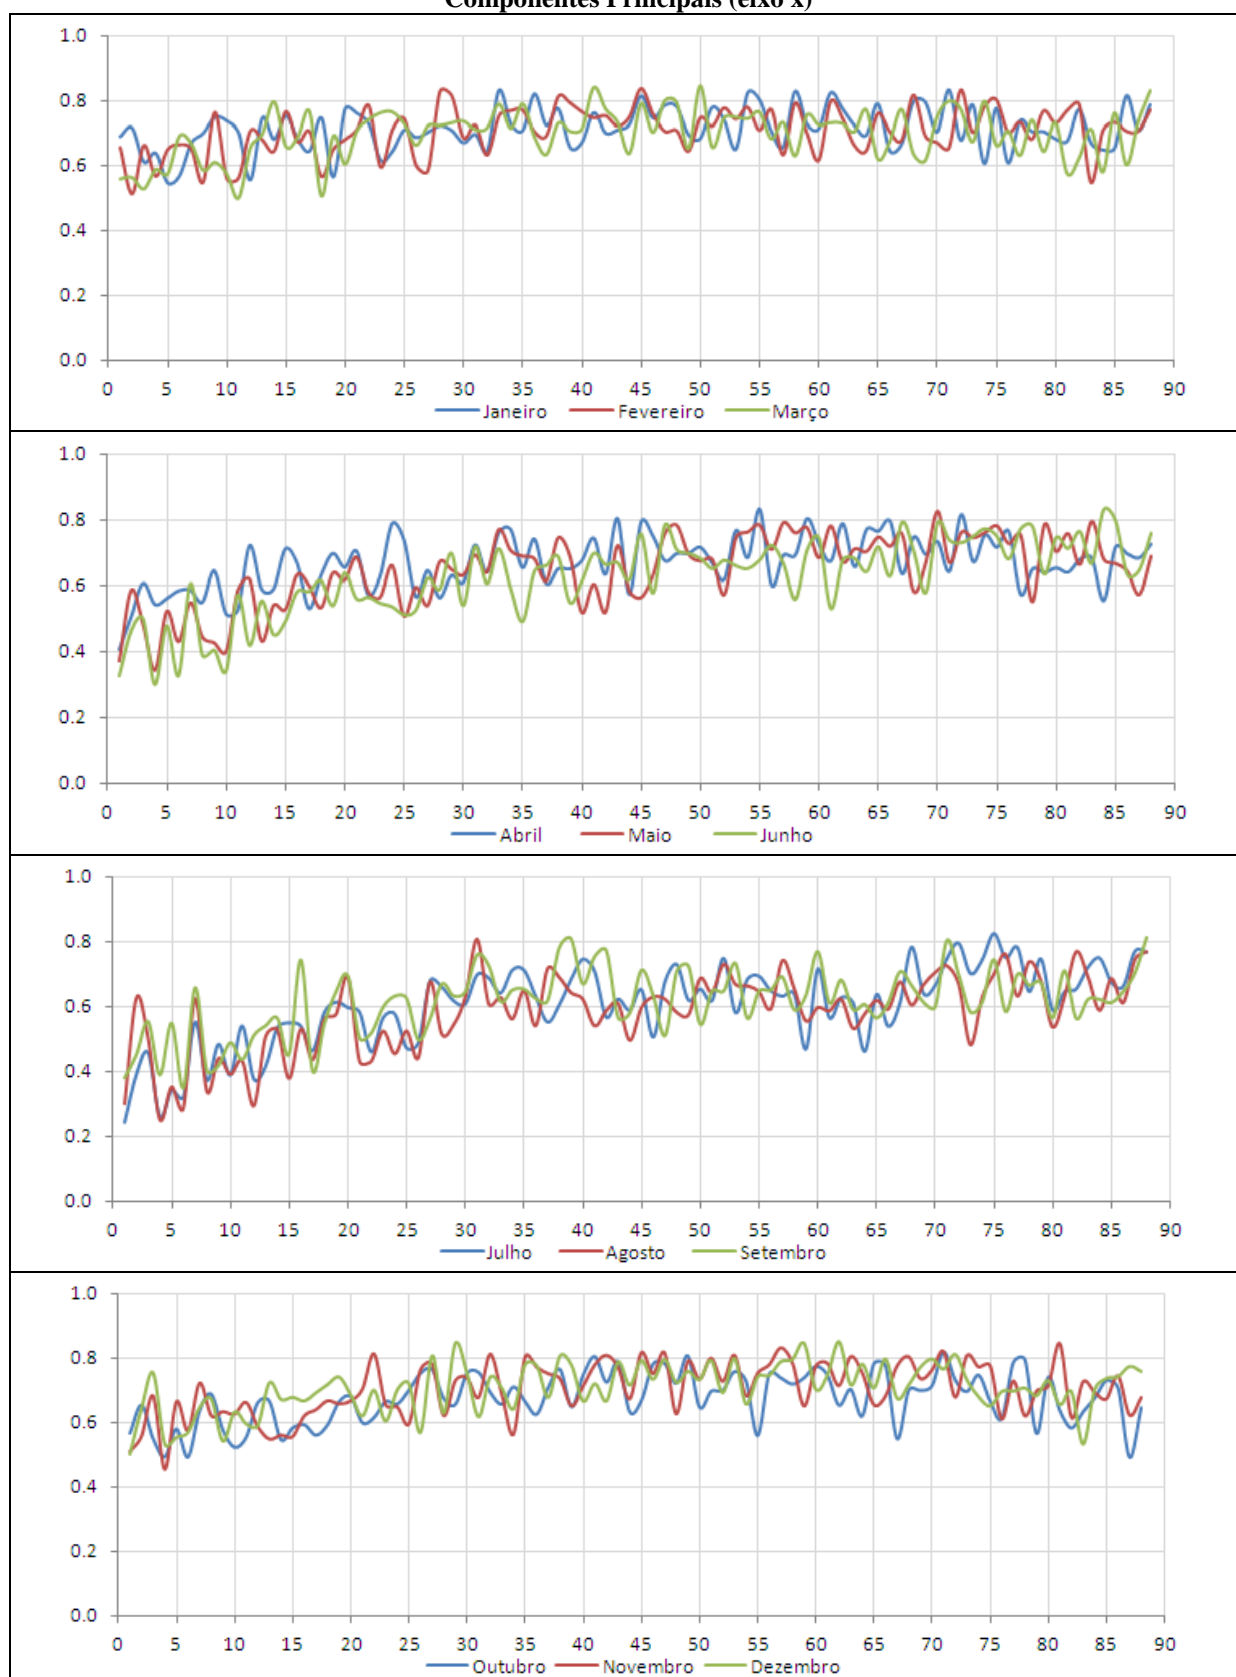 Componentes Principais (eixo x)
1.0
0.8
0.6
0.4
0.2
0.0
0 5 10 15 20 25 30 35 40 45 50 55 60 65 70 75 80 85 90
Janeiro Fevereiro Março
1.0
0.8
0.6
0.4
0.2
0.0
0 5 10 15 20 25 30 35 40 45 50 55 60 65 70 75 80 85 90
Abril Maio Junho
1.0
0.8
0.6
0.4
0.2
0.0
0 5 10 15 20 25 30 35 40 45 50 55 60 65 70 75 80 85 90
Julho Agosto Setembro
1.0
0.8
0.6
0.4
0.2
0.0
0 5 10 15 20 25 30 35 40 45 50 55 60 65 70 75 80 85 90
Outubro Novembro Dezembro